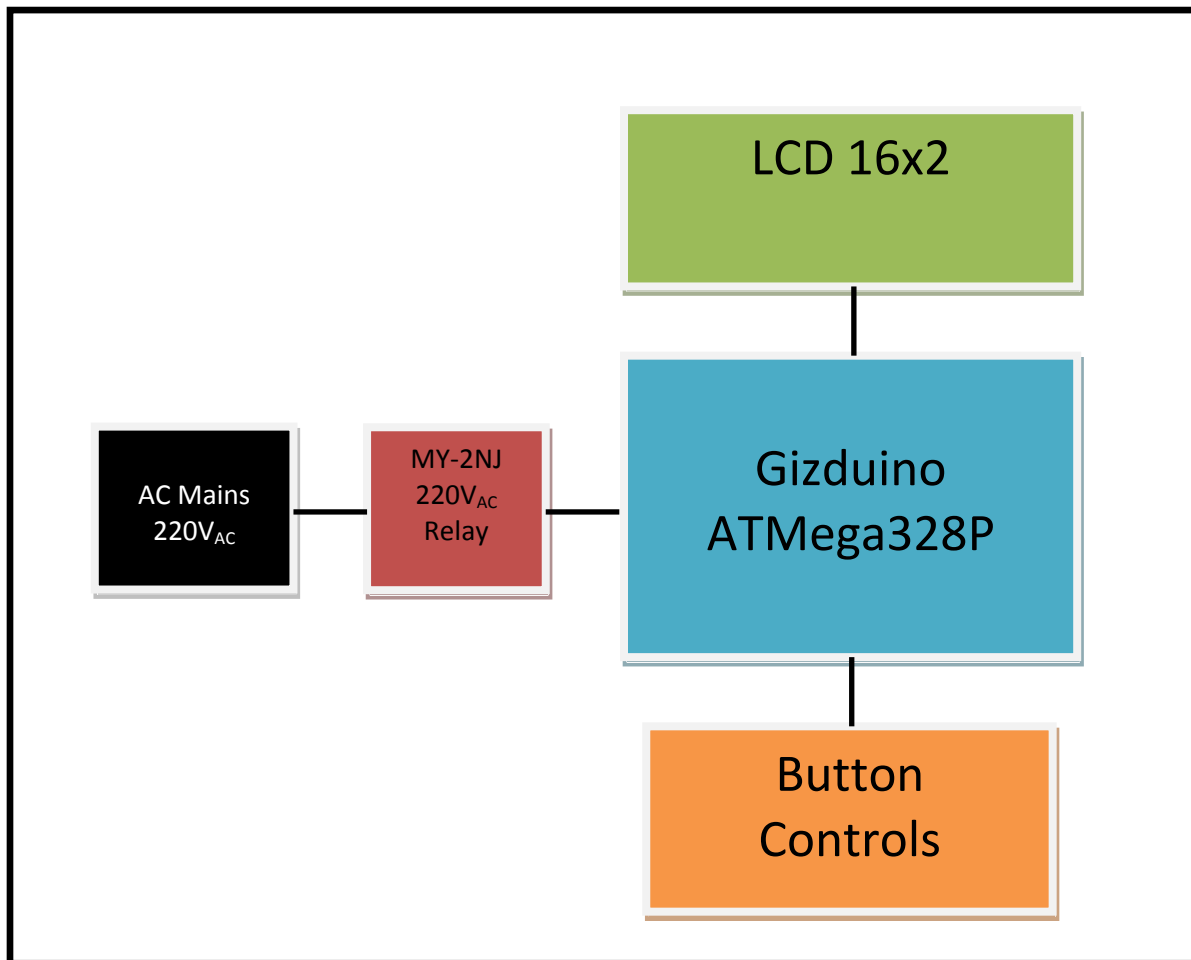 LCD 16x2
AC Mains
220VAC
MY-2NJ
220VAC
Relay
Gizduino
ATMega328P
Button
Controls